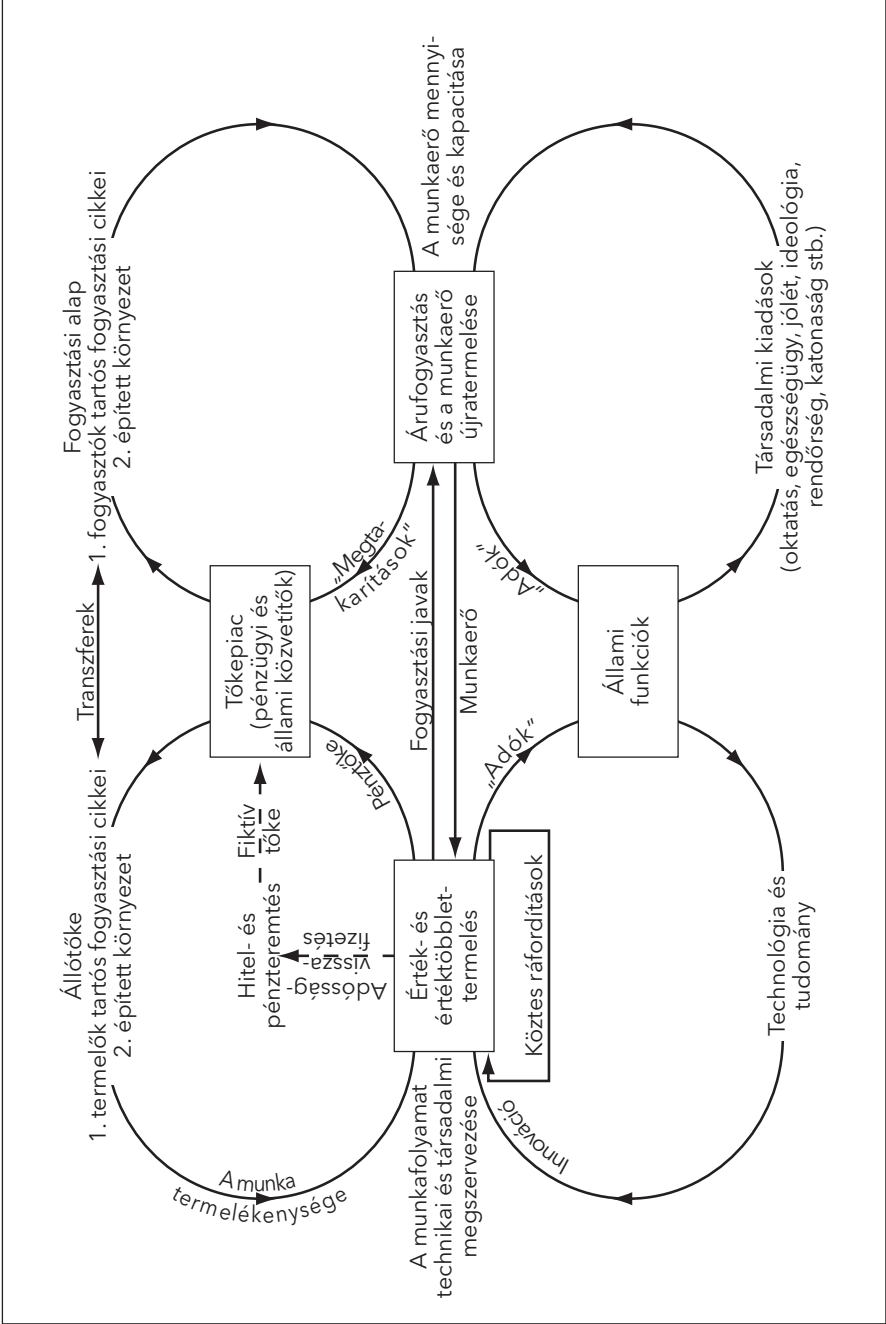 Állótőke
1. termelők tartós fogyasztási cikkei
2. épített környezet
Transzferek
Fogyasztási alap
1. fogyasztók tartós fogyasztási cikkei
2. épített környezet
A munka
termelékenysége
Hitel- és
pénzteremtés
Fiktív
tőke
Tőkepiac
(pénzügyi és
állami közvetítők)
Adósság-
vissza-
fizetés
Pénztőke
„Megta-
karítások”
A munkafolyamat
technikai és társadalmi
megszervezése
Érték- és
értéktöbblet-
termelés
Fogyasztási javak
Munkaerő
Árufogyasztás
és a munkaerő
újratermelése
A munkaerő mennyi-
sége és kapacitása
Köztes ráfordítások
Innováció
„Adók”
„Adók”
Állami
funkciók
Technológia és
tudomány
Társadalmi kiadások
(oktatás, egészségügy, jólét, ideológia,
rendőrség, katonaság stb.)